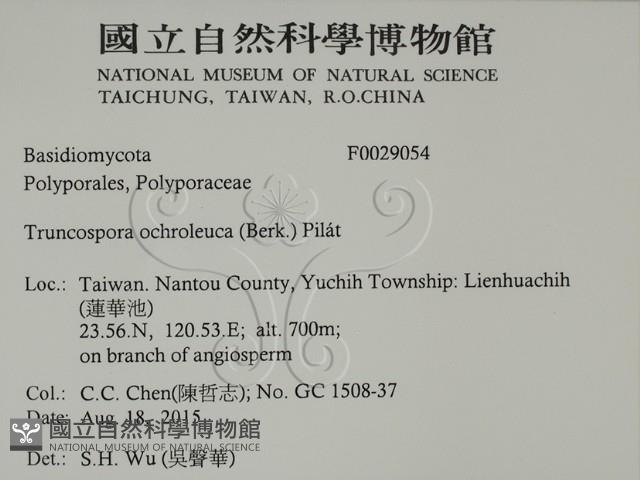 國立自然科學博物館
NATIONAL MUSEUM OF NATURAL SCIENCE
TAICHUNG, TAIWAN, R.O.CHINA
Basidiomycota F0029054
Polyporales, Polyporaceae
Truncospora ochroleuca (Berk.) Pilát
Loc.: Taiwan. Nantou County, Yuchih Township: Lienhuachih
(蓮華池)
23.56.N, 120.53.E; alt. 700m;
on branch of angiosperm
Col.: C.C. Chen(陳哲志); No. GC 1508-37
Date: Aug. 18, 2015
國立自然科學博物館
NATIONAL MUSEUM OF NATURAL SCIENCE
Det.: S.H. Wu (吳聲華)